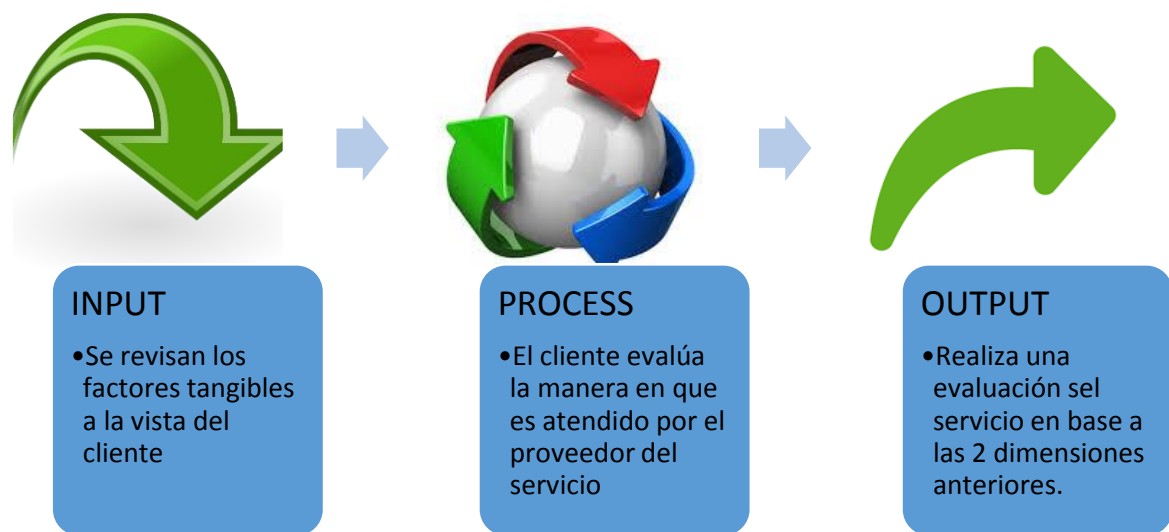 INPUT
•Se revisan los
factores tangibles
a la vista del
cliente
PROCESS
•El cliente evalúa
la manera en que
es atendido por el
proveedor del
servicio
OUTPUT
•Realiza una
evaluación sel
servicio en base a
las 2 dimensiones
anteriores.